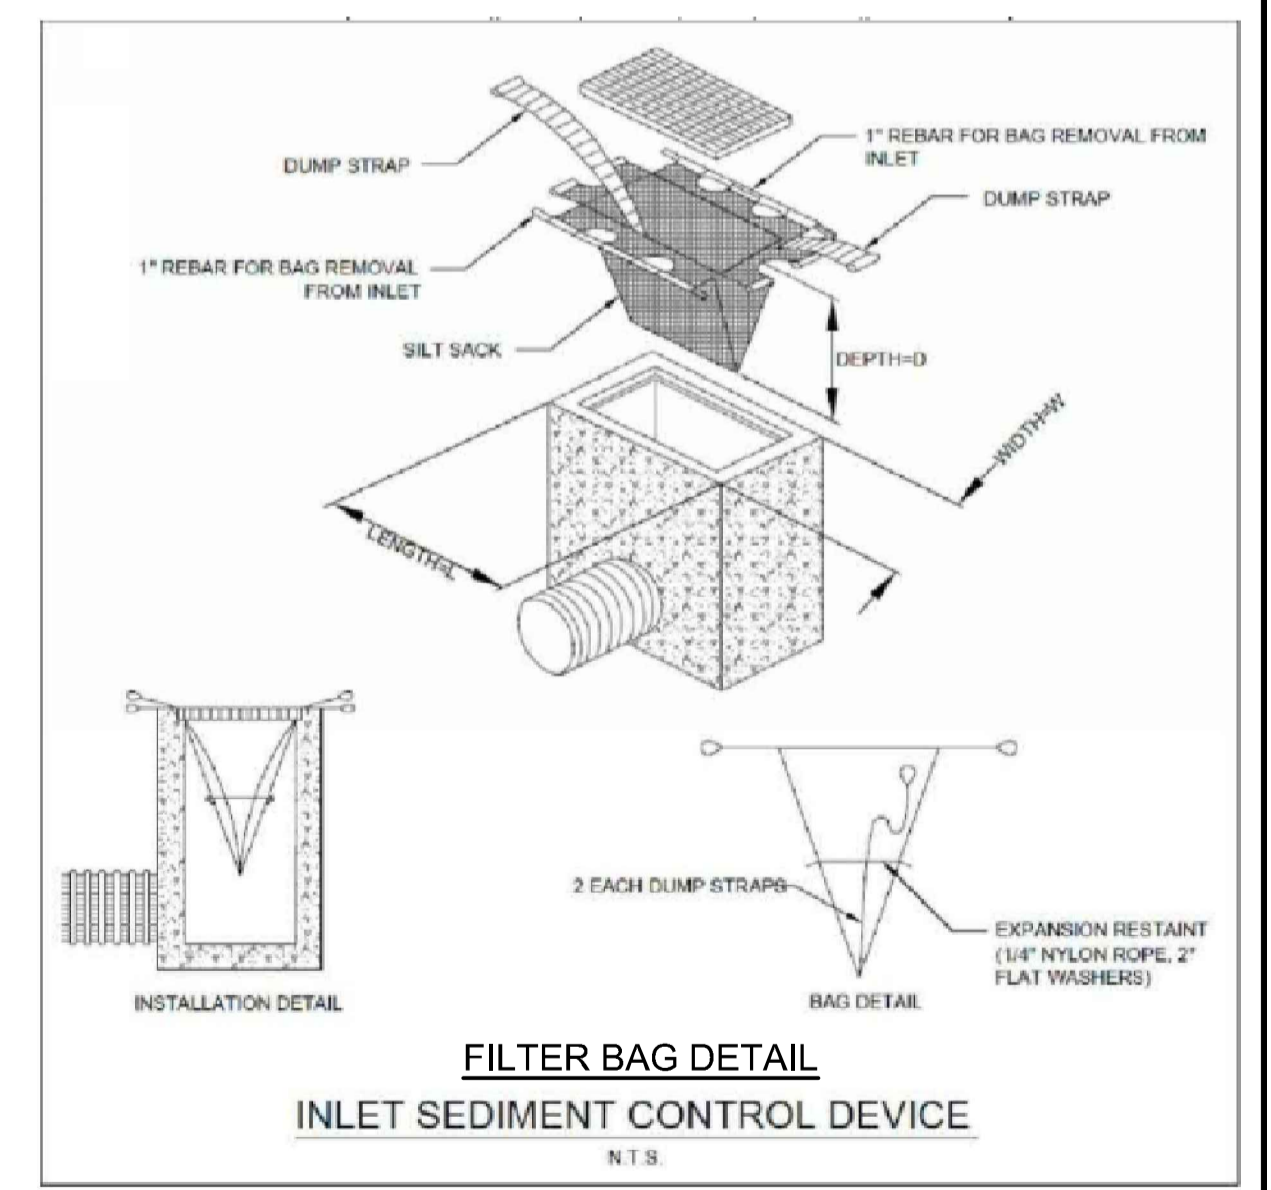 1" REBAR FOR BAG REMOVAL FROM
INLET
DUMP STRAP
DUMP STRAP
1" REBAR FOR BAG REMOVAL
FROM INLET
SILT SACK
DEPTH=D
WIDTH=W
LENGTH=L
2 EACH DUMP STRAPS
EXPANSION RESTAINT
(1/4" NYLON ROPE, 2"
FLAT WASHERS)
INSTALLATION DETAIL
BAG DETAIL
FILTER BAG DETAIL
INLET SEDIMENT CONTROL DEVICE
N.T.S.